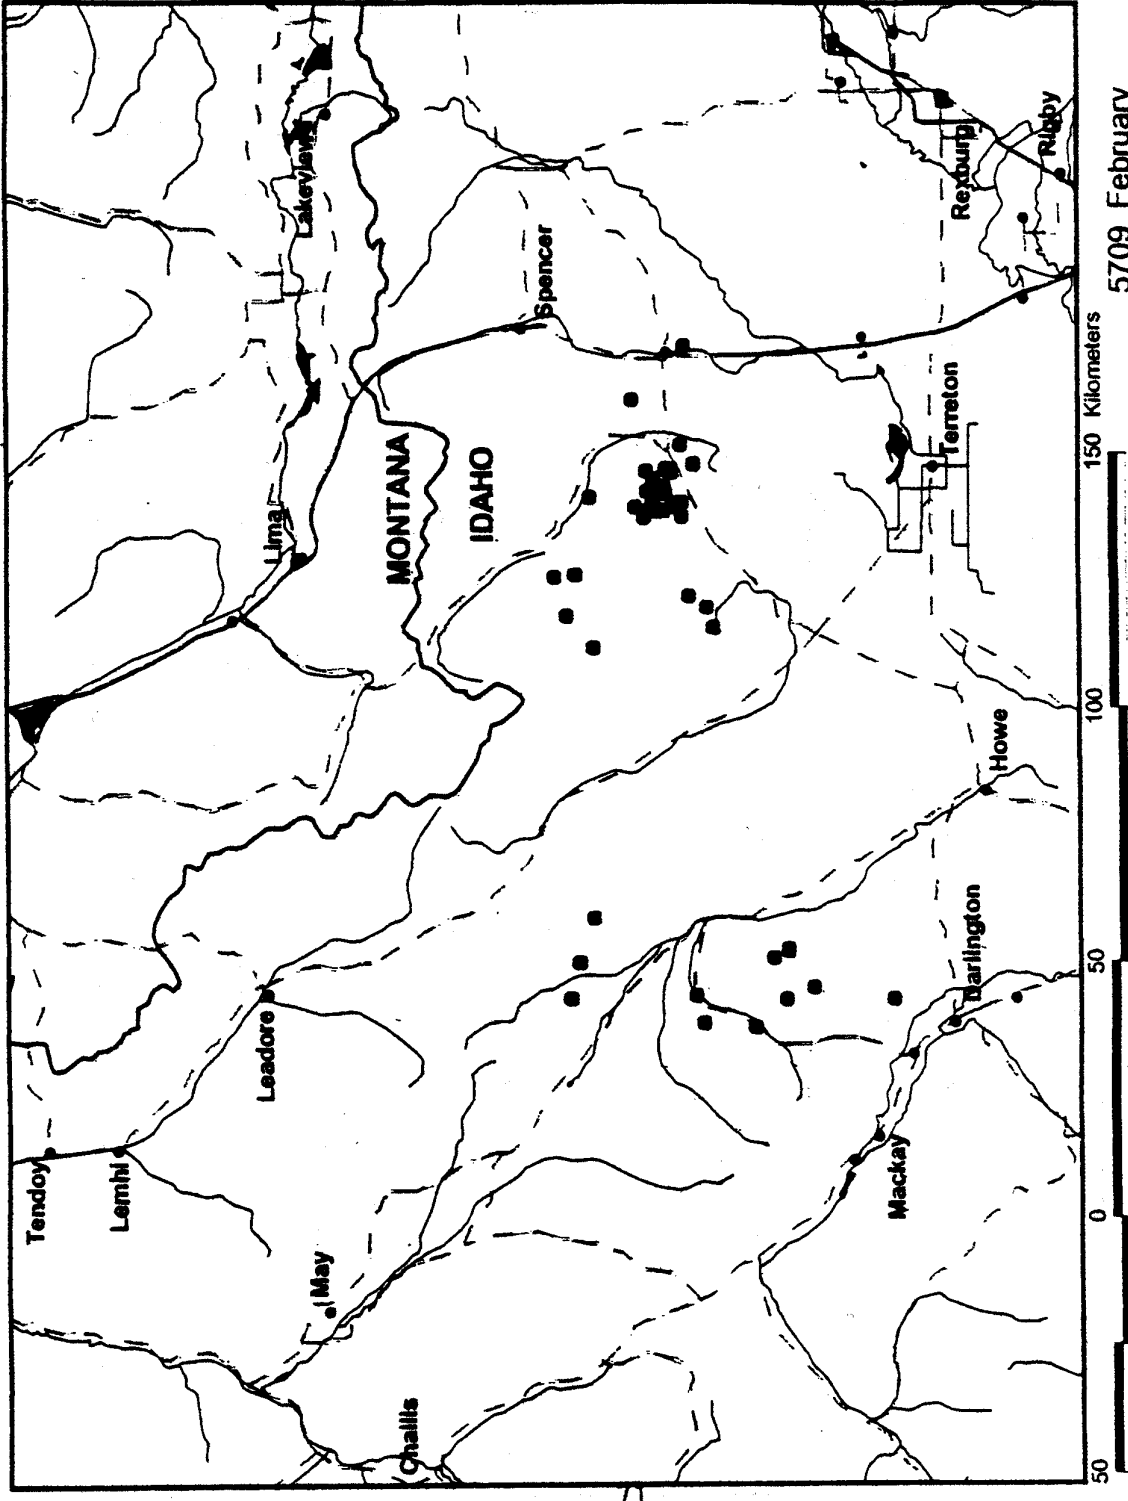 Tendoy
Lemhi
Leadore
May
Challis
Lima
Lakeview
MONTANA
IDAHO
Spencer
Mackay
Darlington
Howe
Terreton
Rexburg
Rigby
50 0 50 100 150 Kilometers
5709 February